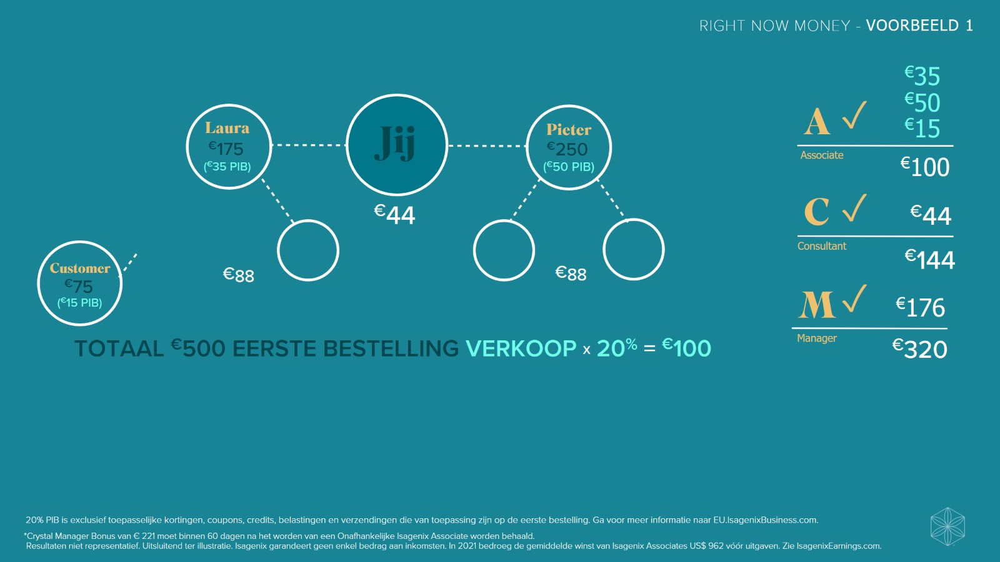 RIGHT NOW MONEY - VOORBEELD 1
Laura
€175
(€35 PIB)
Jij
€44
Pieter
€250
(€50 PIB)
Customer
€75
(€15 PIB)
€88
€88
TOTAAL €500 EERSTE BESTELLING VERKOOP x 20% = €100
€35
€50
€15
A ✓
Associate
€100
C ✓ €44
Consultant
€144
M ✓ €176
Manager
€320
20% PIB is exclusief toepasselijke kortingen, coupons, credits, belastingen en verzendingen die van toepassing zijn op de eerste bestelling. Ga voor meer informatie naar EU.IsagenixBusiness.com.
*Crystal Manager Bonus van € 221 moet binnen 60 dagen na het worden van een Onafhankelijke Isagenix Associate worden behaald.
Resultaten niet representatief. Uitsluitend ter illustratie. Isagenix garandeert geen enkel bedrag aan inkomsten. In 2021 bedroeg de gemiddelde winst van Isagenix Associates US$ 962 vóór uitgaven. Zie IsagenixEarnings.com.